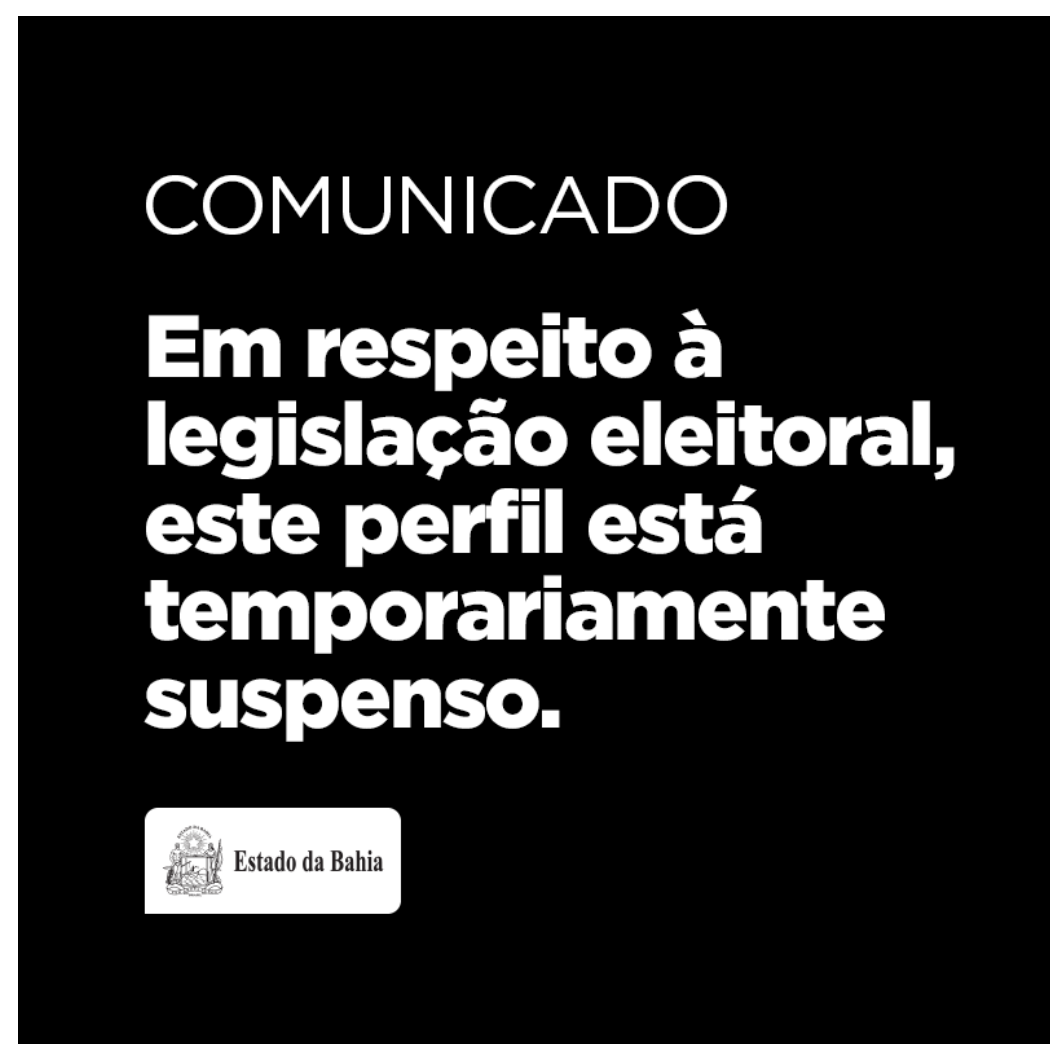 COMUNICADO
Em respeito à
legislação eleitoral,
este perfil está
temporariamente
suspenso.
Estado da Bahia